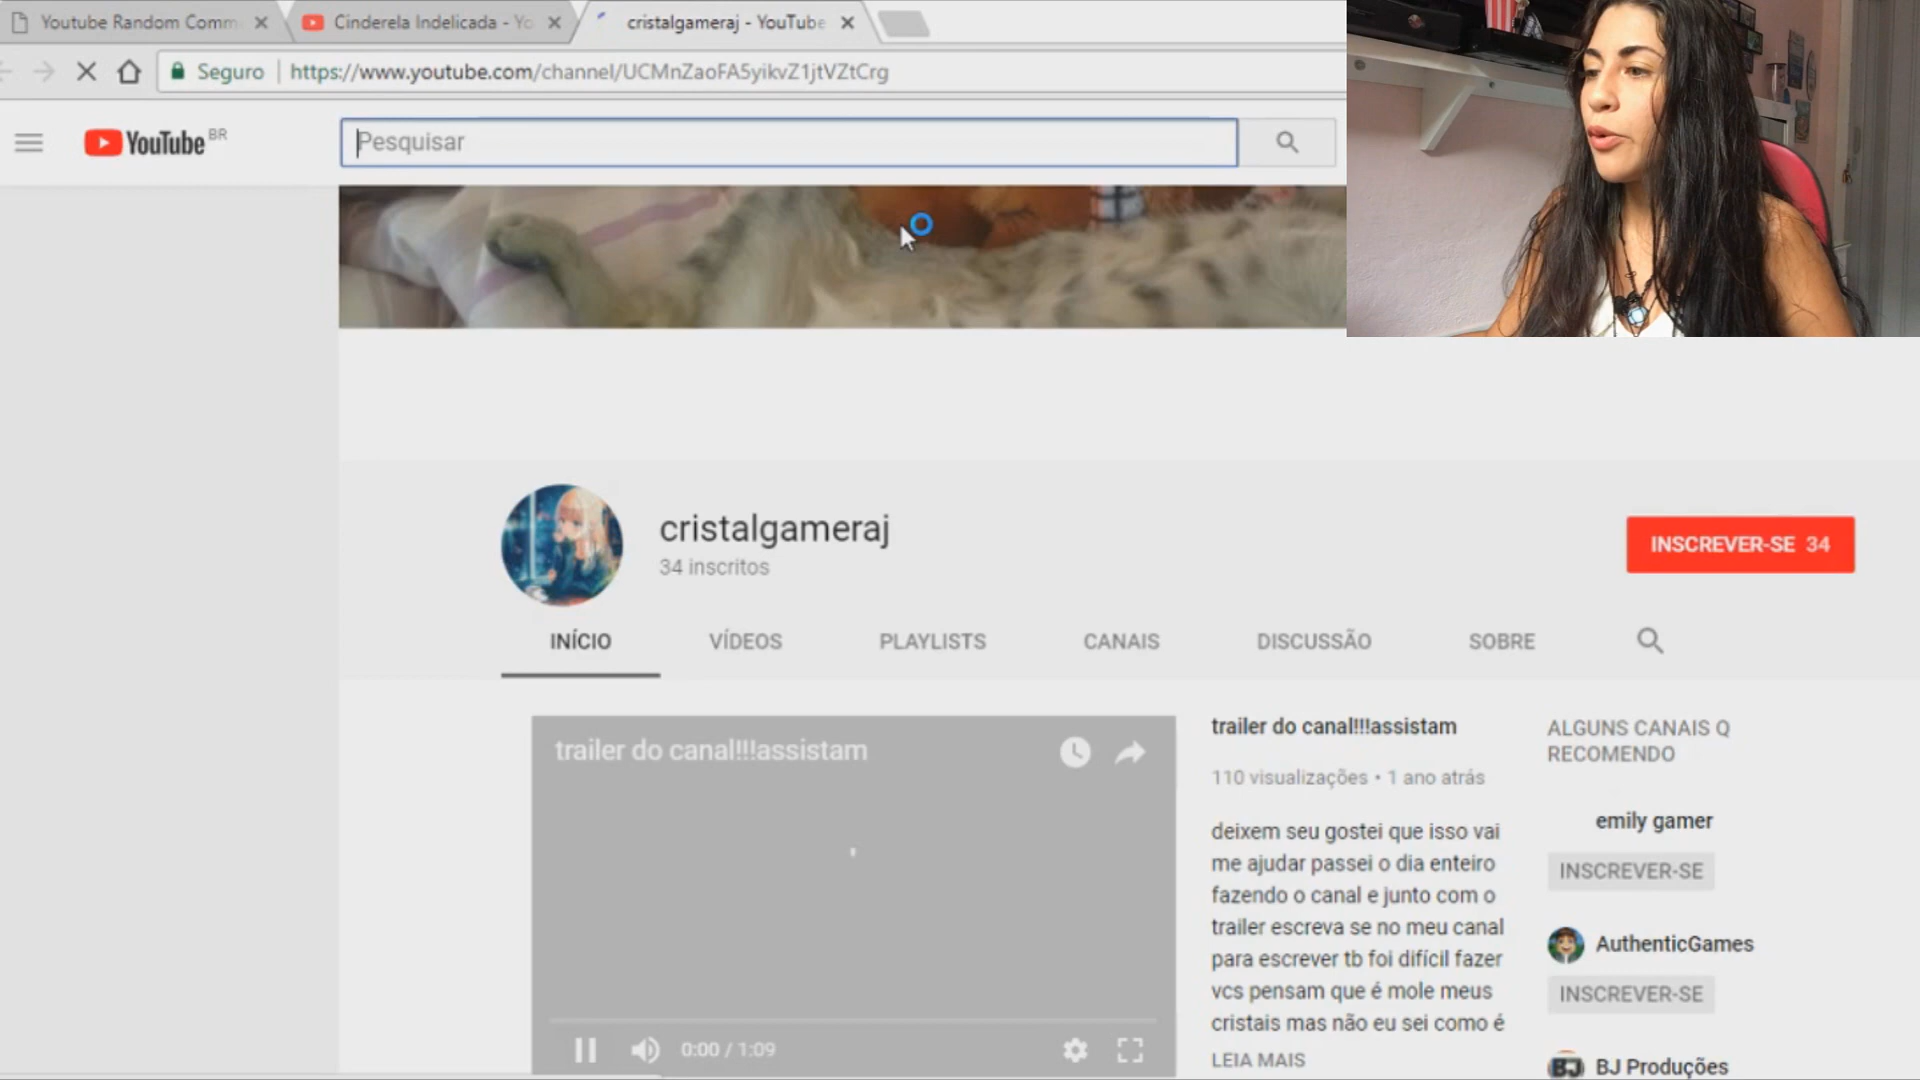 Youtube Random Comm
Cinderela Indelicada - Yo
cristalgameraj - YouTube
Seguro
https://www.youtube.com/channel/UCMnZaoFA5yikvZ1jtVZtCrg
YouTube BR
Pesquisar
cristalgameraj
34 inscritos
INSCREVER-SE 34
INÍCIO
VÍDEOS
PLAYLISTS
CANAIS
DISCUSSÃO
SOBRE
trailer do canal!!!assistam
0:00 / 1:09
trailer do canal!!!assistam
110 visualizações • 1 ano atrás
deixem seu gostei que isso vai
me ajudar passei o dia enteiro
fazendo o canal e junto com o
trailer escreva se no meu canal
para escrever tb foi difícil fazer
vcs pensam que é mole meus
cristais mas não eu sei como é
LEIA MAIS
ALGUNS CANAIS Q
RECOMENDO
emily gamer
INSCREVER-SE
AuthenticGames
INSCREVER-SE
BJ
BJ Produções